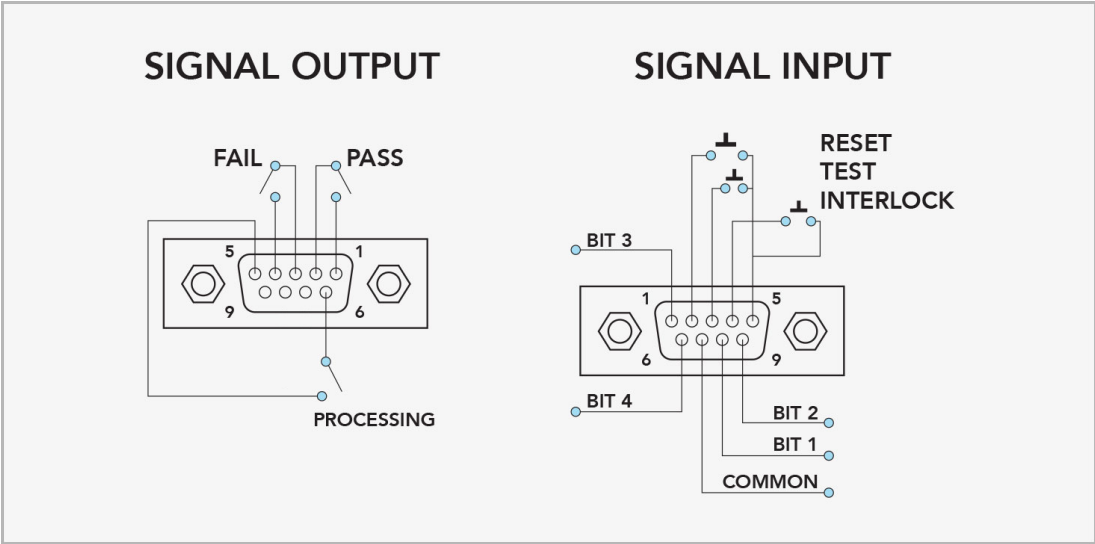 SIGNAL OUTPUT
FAIL
PASS
5
1
9
6
PROCESSING
SIGNAL INPUT
RESET
TEST
INTERLOCK
BIT 3
1
5
6
9
BIT 4
BIT 2
BIT 1
COMMON